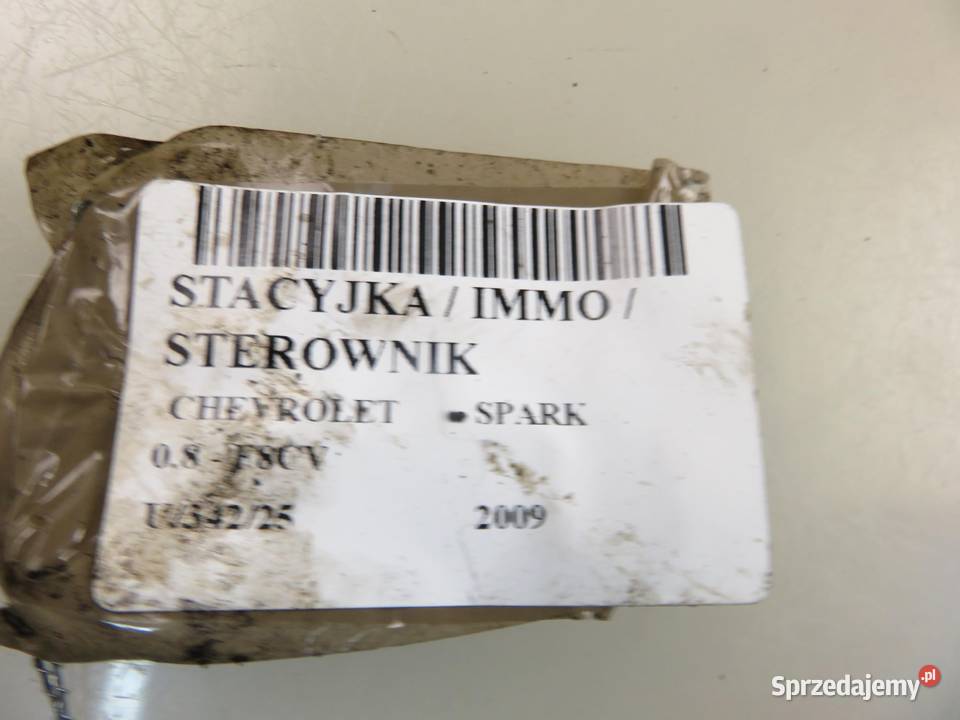 STACYJKA / IMMO /
STEROWNIK
CHEVROLET SPARK
0.8 - F8CV
U/342/25 2009
Sprzedajemy.pl